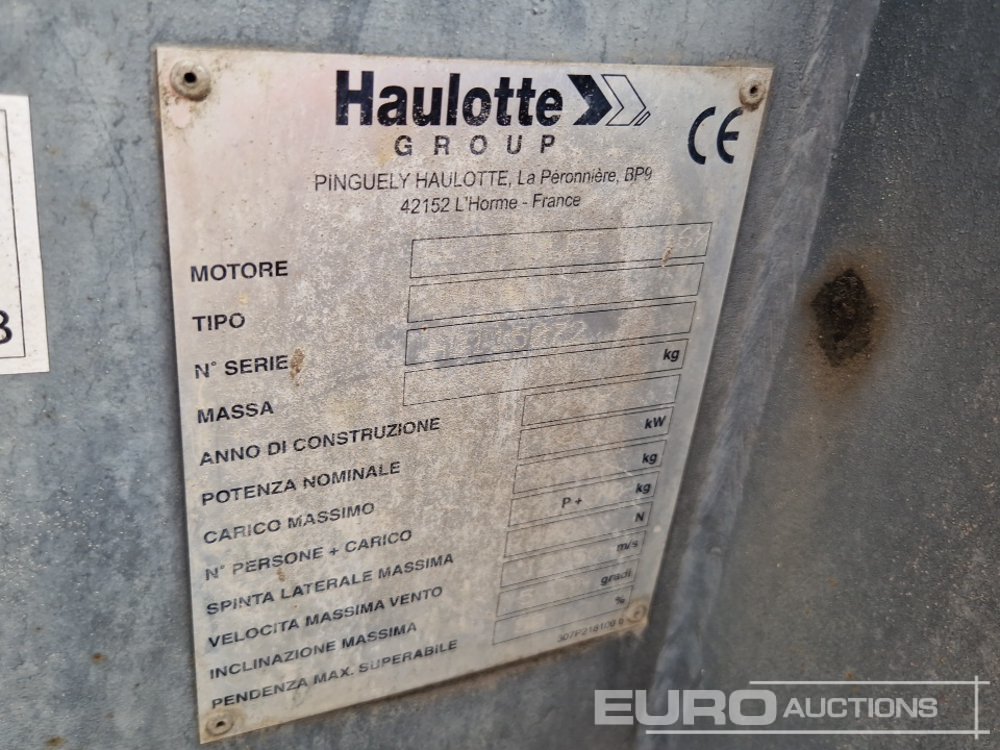 Haulotte
GROUP
CE
PINGUELY HAULOTTE, La Péronnière, BP9
42152 L'Horme - France
MOTORE
TIPO
N° SERIE
MASSA kg
ANNO DI CONSTRUZIONE
POTENZA NOMINALE kW
CARICO MASSIMO kg
N° PERSONE + CARICO P + kg
SPINTA LATERALE MASSIMA N
VELOCITA MASSIMA VENTO m/s
INCLINAZIONE MASSIMA gradi
PENDENZA MAX. SUPERABILE %
EURO AUCTIONS